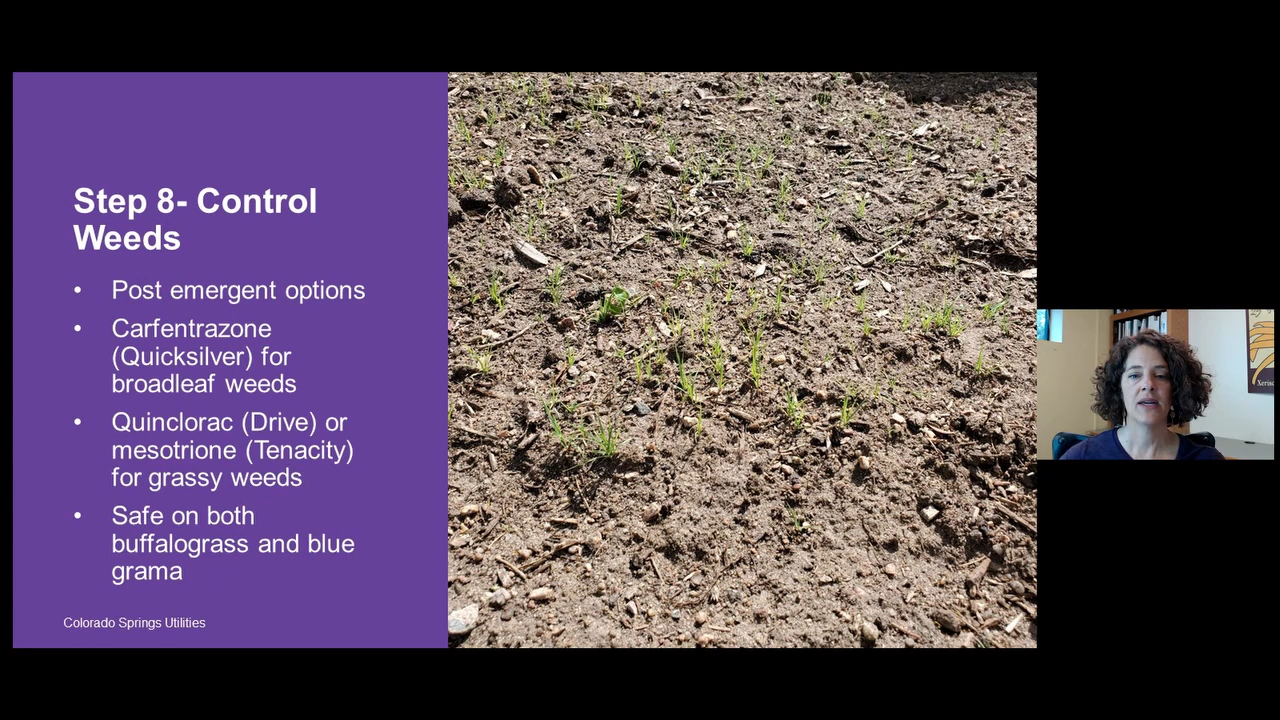 Step 8- Control
Weeds
• Post emergent options
• Carfentrazone
(Quicksilver) for
broadleaf weeds
• Quinclorac (Drive) or
mesotrione (Tenacity)
for grassy weeds
• Safe on both
buffalograss and blue
grama
Colorado Springs Utilities